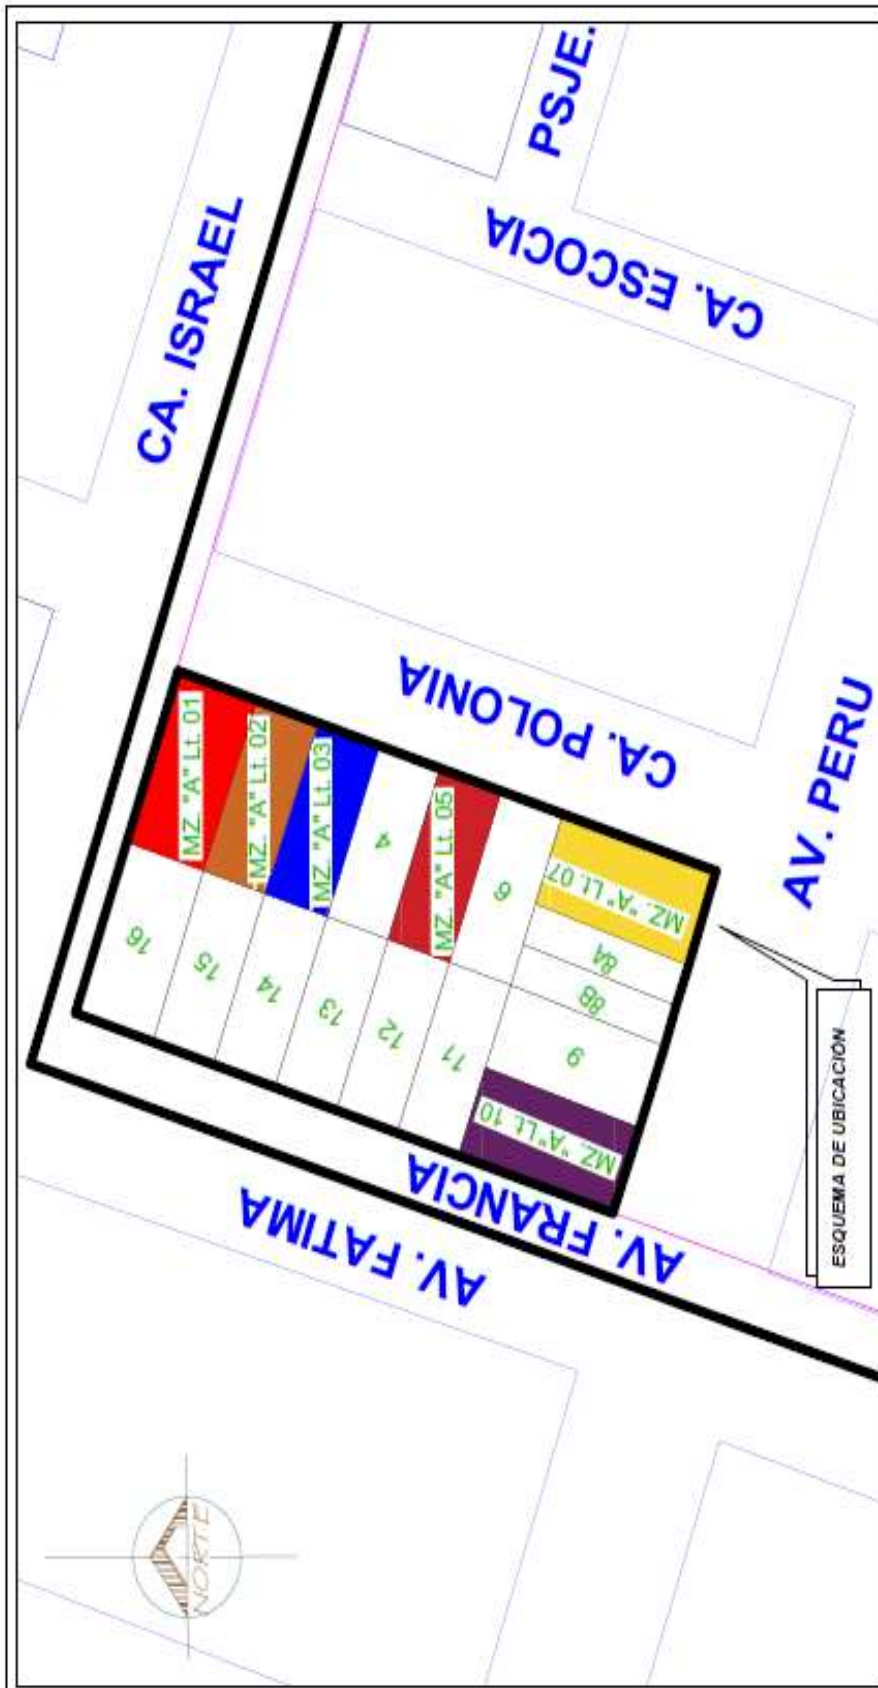 PSJE.
CA. ISRAEL
CA. ESCOCIA
CA. POLONIA
AV. PERU
MZ. "A" Lt. 01
MZ. "A" Lt. 02
MZ. "A" Lt. 03
4
MZ. "A" Lt. 05
6
MZ. "A" Lt. 07
8A
8B
9
MZ. "A" Lt. 10
11
12
13
14
15
16
AV. FRANCIA
AV. FATIMA
ESQUEMA DE UBICACIÓN
NORTE